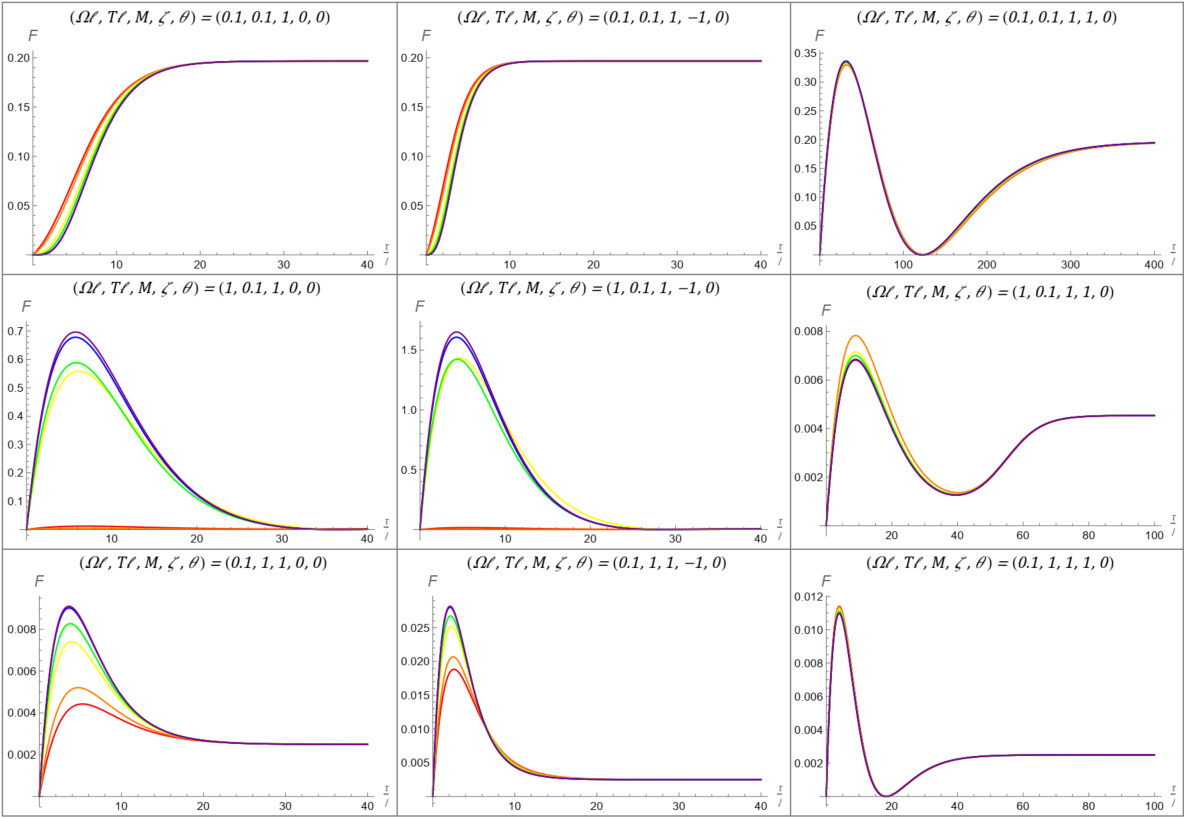 (Ωℓ, Tℓ, M, ζ, θ) = (0.1, 0.1, 1, 0, 0)
F
0.20
0.15
0.10
0.05
10 20 30 40
τ/l
(Ωℓ, Tℓ, M, ζ, θ) = (0.1, 0.1, 1, -1, 0)
F
0.20
0.15
0.10
0.05
10 20 30 40
τ/l
(Ωℓ, Tℓ, M, ζ, θ) = (0.1, 0.1, 1, 1, 0)
F
0.35
0.30
0.25
0.20
0.15
0.10
0.05
100 200 300 400
τ/l
(Ωℓ, Tℓ, M, ζ, θ) = (1, 0.1, 1, 0, 0)
F
0.7
0.6
0.5
0.4
0.3
0.2
0.1
10 20 30 40
τ/l
(Ωℓ, Tℓ, M, ζ, θ) = (1, 0.1, 1, -1, 0)
F
1.5
1.0
0.5
10 20 30 40
τ/l
(Ωℓ, Tℓ, M, ζ, θ) = (1, 0.1, 1, 1, 0)
F
0.008
0.006
0.004
0.002
20 40 60 80 100
τ/l
(Ωℓ, Tℓ, M, ζ, θ) = (0.1, 1, 1, 0, 0)
F
0.008
0.006
0.004
0.002
10 20 30 40
τ/l
(Ωℓ, Tℓ, M, ζ, θ) = (0.1, 1, 1, -1, 0)
F
0.025
0.020
0.015
0.010
0.005
10 20 30 40
τ/l
(Ωℓ, Tℓ, M, ζ, θ) = (0.1, 1, 1, 1, 0)
F
0.012
0.010
0.008
0.006
0.004
0.002
20 40 60 80 100
τ/l